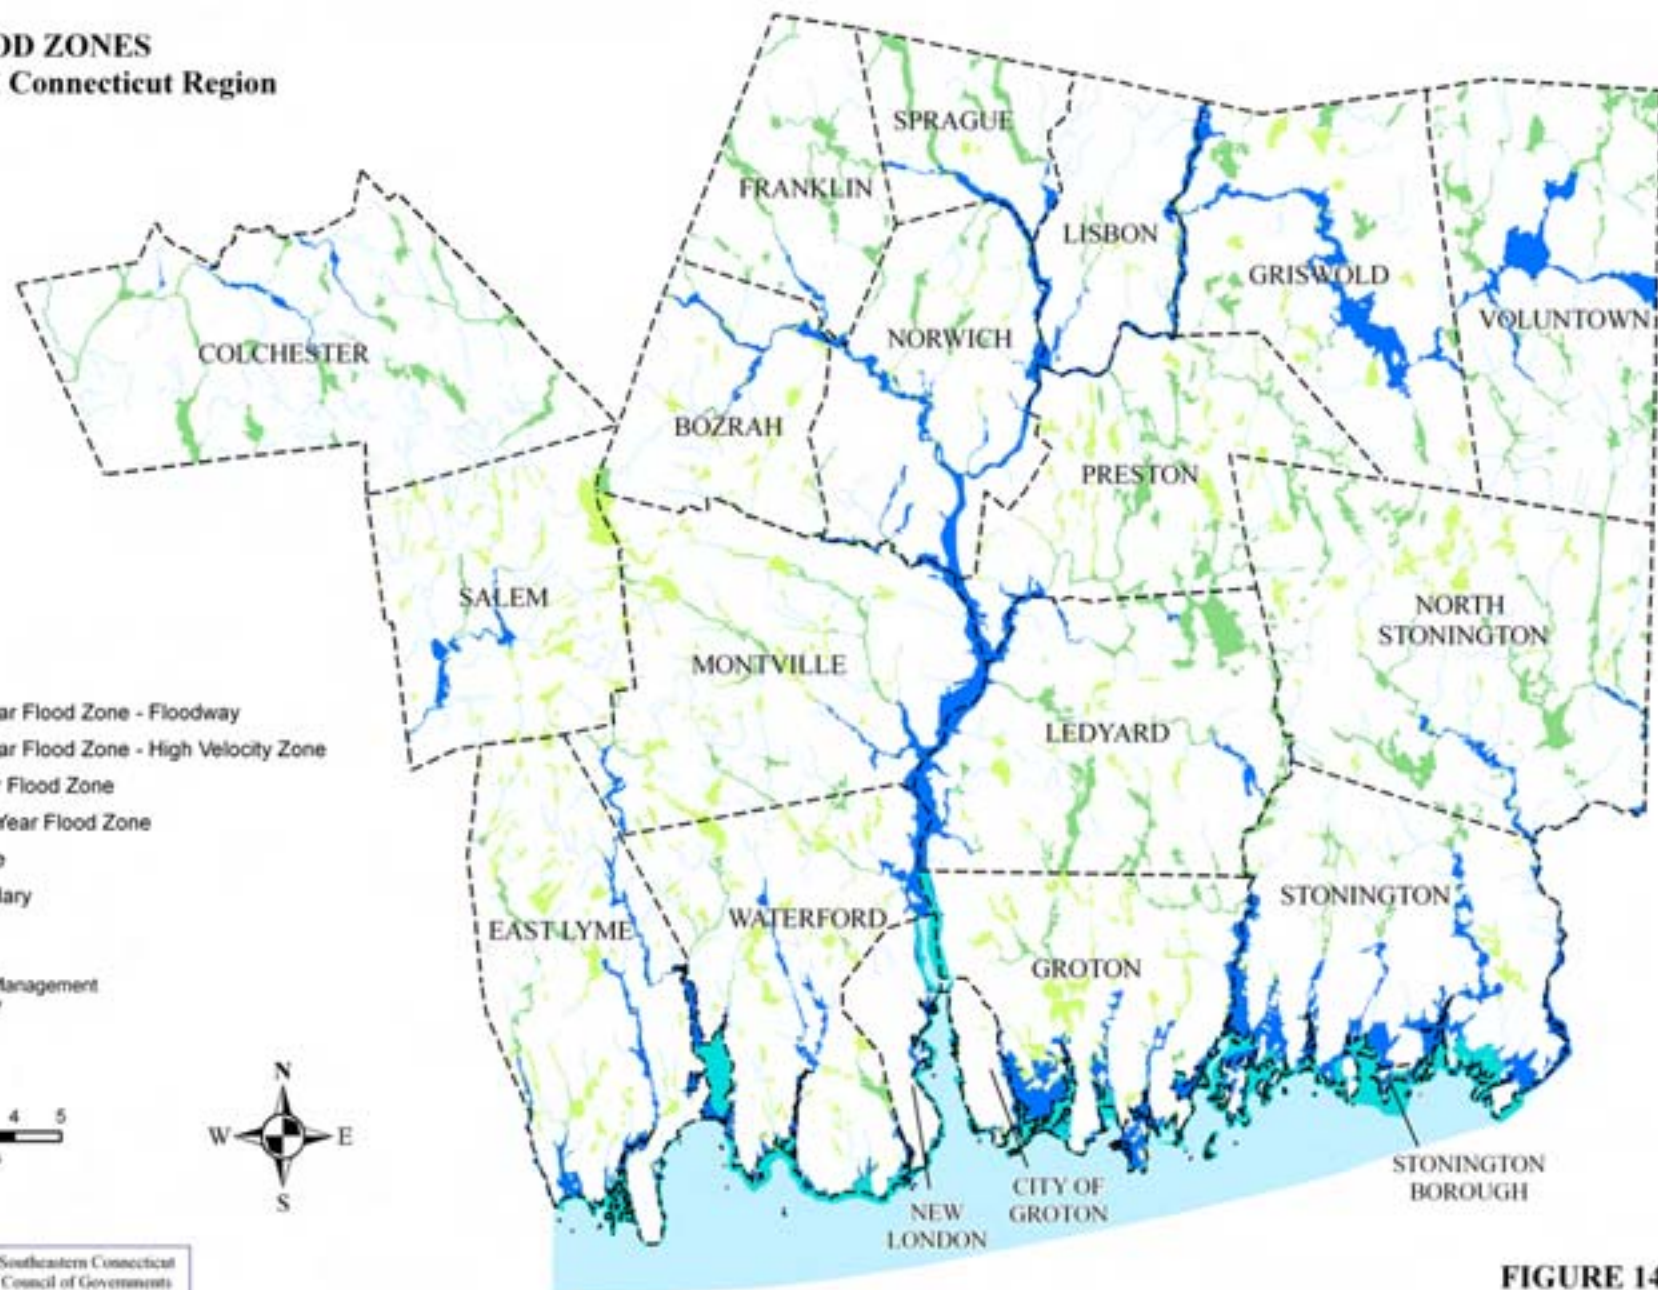 OD ZONES
Connecticut Region
SPRAGUE
FRANKLIN
LISBON
GRISWOLD
VOLUNTOWN
COLCHESTER
NORWICH
BOZRAH
PRESTON
SALEM
NORTH
STONINGTON
MONTVILLE
LEDYARD
ar Flood Zone - Floodway
ar Flood Zone - High Velocity Zone
Flood Zone
Year Flood Zone
e
lary
Management
STONINGTON
WATERFORD
EAST LYME
GROTON
N
W E
S
4 5
STONINGTON
BOROUGH
CITY OF
GROTON
NEW
LONDON
Southeastern Connecticut
Council of Governments
FIGURE 14